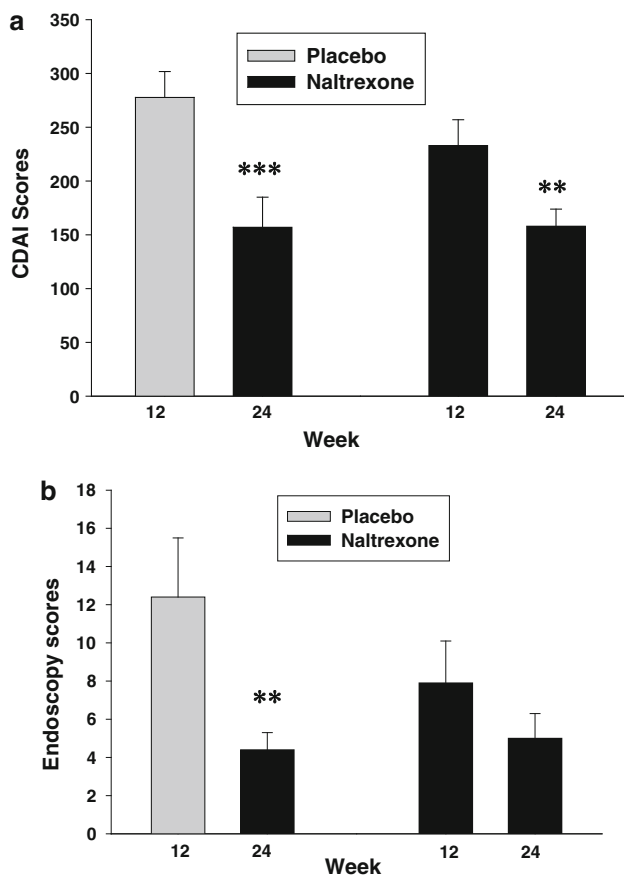 a
350
300
250
200
150
100
50
0
CDAI Scores
Placebo
Naltrexone
***
**
12 24 12 24
Week
b
18
16
14
12
10
8
6
4
2
0
Endoscopy scores
Placebo
Naltrexone
**
12 24 12 24
Week